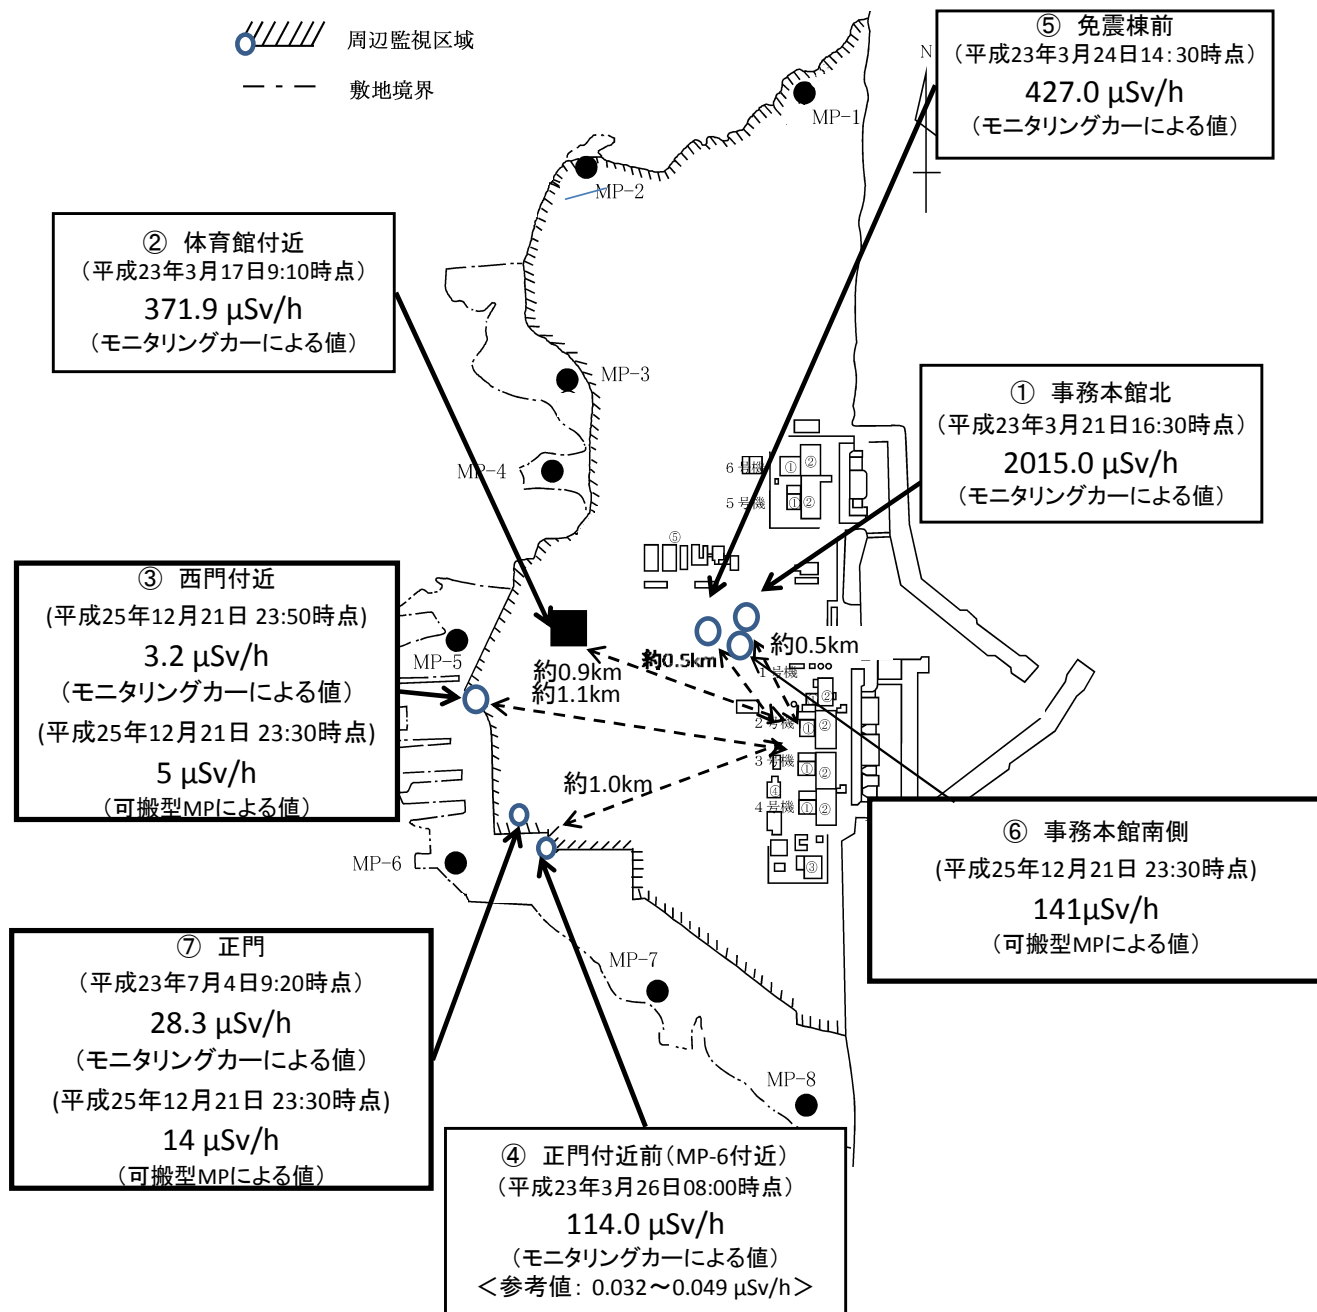 周辺監視区域
敷地境界
⑤ 免震棟前
(平成23年3月24日14:30時点)
427.0 μSv/h
(モニタリングカーによる値)
N
MP-1
MP-2
② 体育館付近
(平成23年3月17日9:10時点)
371.9 μSv/h
(モニタリングカーによる値)
MP-3
MP-4
① 事務本館北
(平成23年3月21日16:30時点)
2015.0 μSv/h
(モニタリングカーによる値)
6号機
① ②
5号機
① ②
⑤
③ 西門付近
(平成25年12月21日 23:50時点)
3.2 μSv/h
(モニタリングカーによる値)
(平成25年12月21日 23:30時点)
5 μSv/h
(可搬型MPによる値)
MP-5
約0.9km
約1.1km
約0.5km
約0.5km
1号機
②
2号機
① ②
3号機
① ②
約1.0km
④
4号機
① ②
③
MP-6
⑥ 事務本館南側
(平成25年12月21日 23:30時点)
141μSv/h
(可搬型MPによる値)
⑦ 正門
(平成23年7月4日9:20時点)
28.3 μSv/h
(モニタリングカーによる値)
(平成25年12月21日 23:30時点)
14 μSv/h
(可搬型MPによる値)
MP-7
MP-8
④ 正門付近前(MP-6付近)
(平成23年3月26日08:00時点)
114.0 μSv/h
(モニタリングカーによる値)
<参考値: 0.032～0.049 μSv/h>